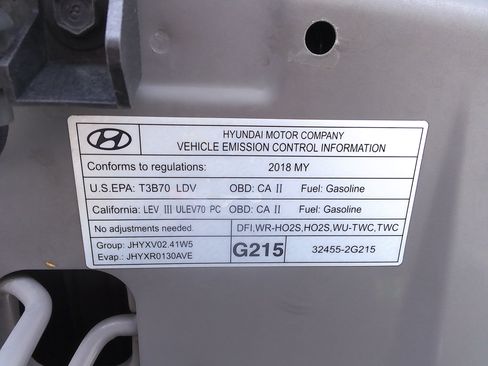 HYUNDAI MOTOR COMPANY
VEHICLE EMISSION CONTROL INFORMATION
Conforms to regulations: 2018 MY
U.S.EPA: T3B70 LDV OBD: CA II Fuel: Gasoline
California: LEV III ULEV70 PC OBD: CA II Fuel: Gasoline
No adjustments needed. DFI,WR-HO2S,HO2S,WU-TWC,TWC
Group: JHYXV02.41W5
Evap.: JHYXR0130AVE
G215 32455-2G215